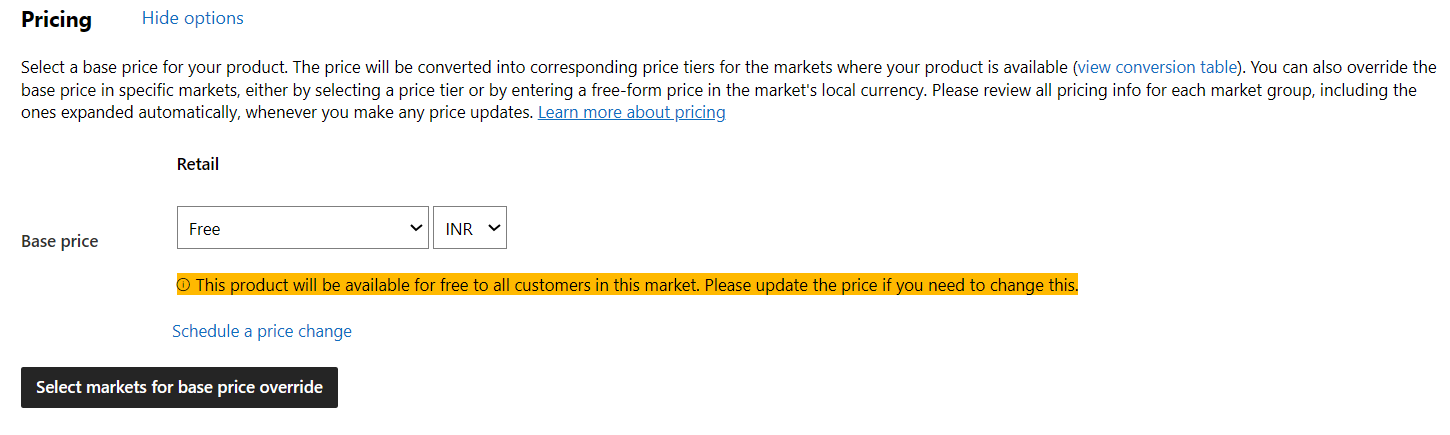 Pricing Hide options
Select a base price for your product. The price will be converted into corresponding price tiers for the markets where your product is available (view conversion table). You can also override the
base price in specific markets, either by selecting a price tier or by entering a free-form price in the market's local currency. Please review all pricing info for each market group, including the
ones expanded automatically, whenever you make any price updates. Learn more about pricing
Retail
Base price Free INR
This product will be available for free to all customers in this market. Please update the price if you need to change this.
Schedule a price change
Select markets for base price override